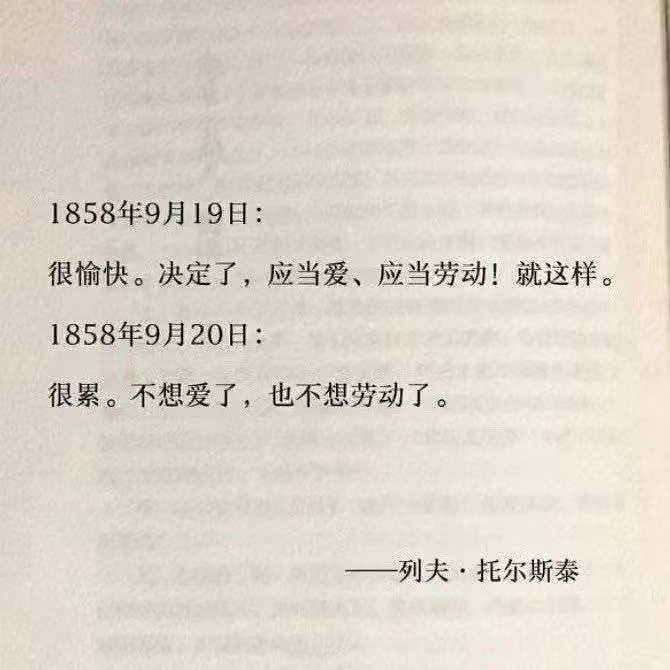 1858年9月19日：
很愉快。决定了，应当爱、应当劳动！就这样。
1858年9月20日：
很累。不想爱了，也不想劳动了。
——列夫·托尔斯泰